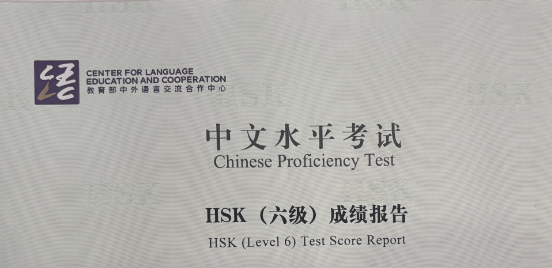 CENTER FOR LANGUAGE
EDUCATION AND COOPERATION
教育部中外语言交流合作中心
中文水平考试
Chinese Proficiency Test
HSK（六级）成绩报告
HSK (Level 6) Test Score Report